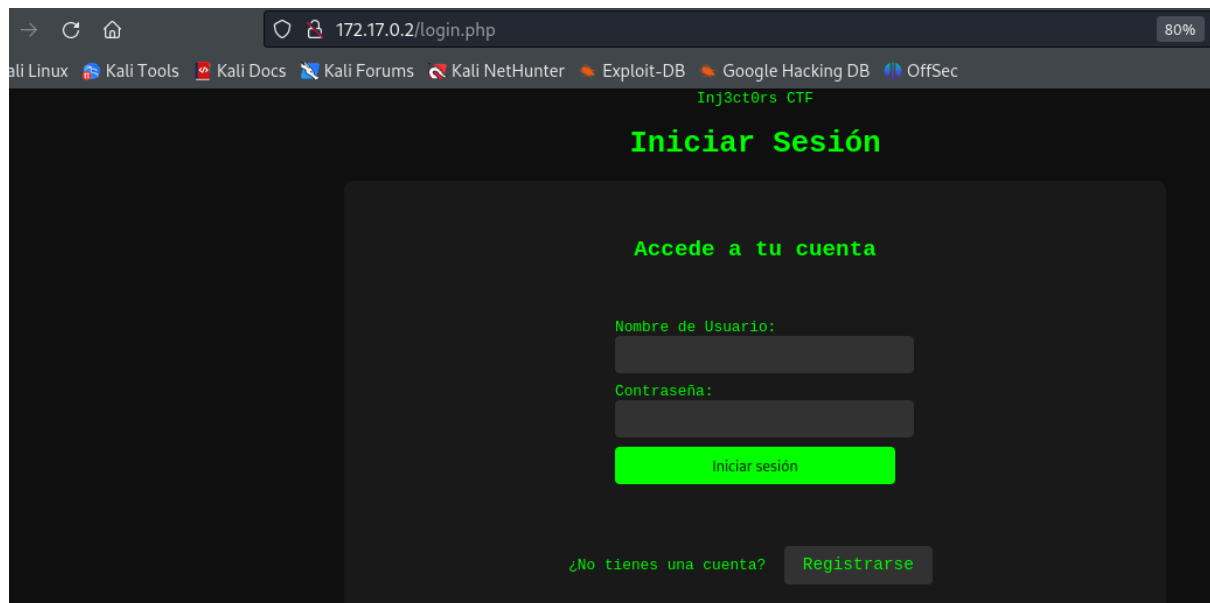 172.17.0.2/login.php 80%
ali Linux Kali Tools Kali Docs Kali Forums Kali NetHunter Exploit-DB Google Hacking DB OffSec
Inj3ct0rs CTF
Iniciar Sesión
Accede a tu cuenta
Nombre de Usuario:
Contraseña:
Iniciar sesión
¿No tienes una cuenta? Registrarse